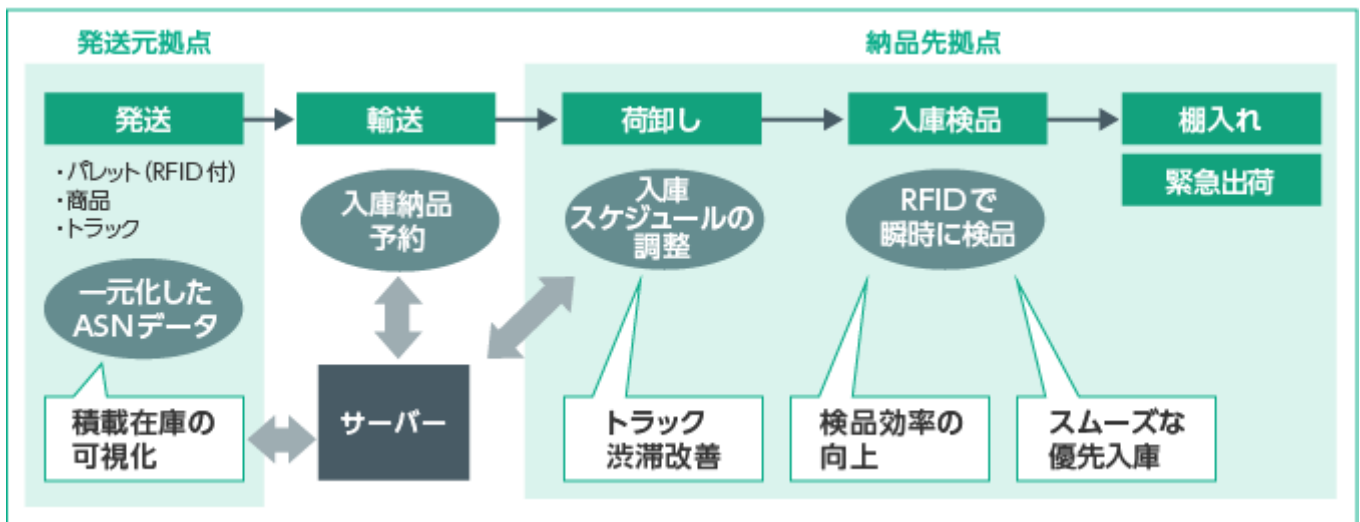 発送元拠点
納品先拠点
発送
輸送
荷卸し
入庫検品
棚入れ
緊急出荷
・パレット(RFID付)
・商品
・トラック
入庫納品
予約
入庫
スケジュールの
調整
RFIDで
瞬時に検品
一元化した
ASNデータ
積載在庫の
可視化
サーバー
トラック
渋滞改善
検品効率の
向上
スムーズな
優先入庫